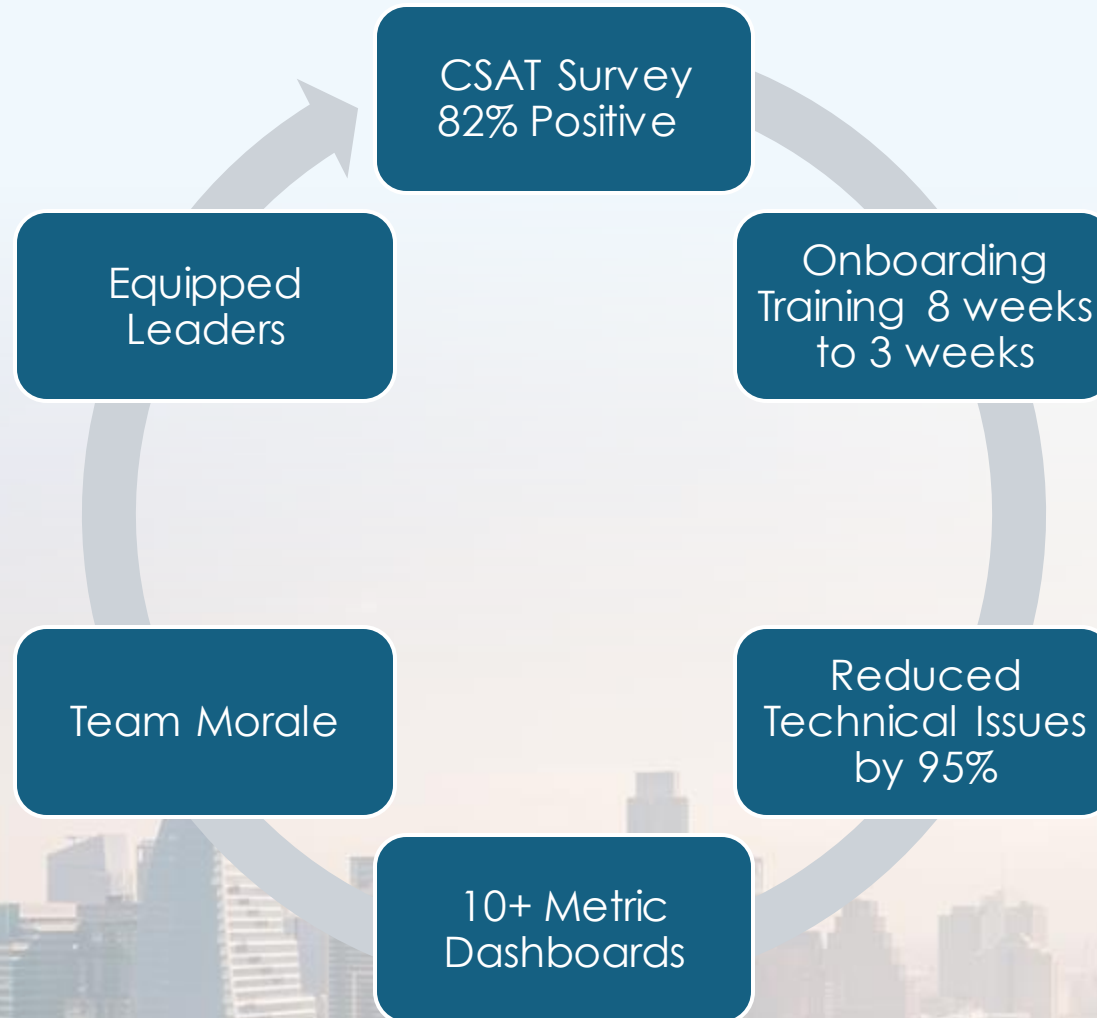 CSAT Survey
82% Positive
Onboarding
Training 8 weeks
to 3 weeks
Reduced
Technical Issues
by 95%
10+ Metric
Dashboards
Team Morale
Equipped
Leaders